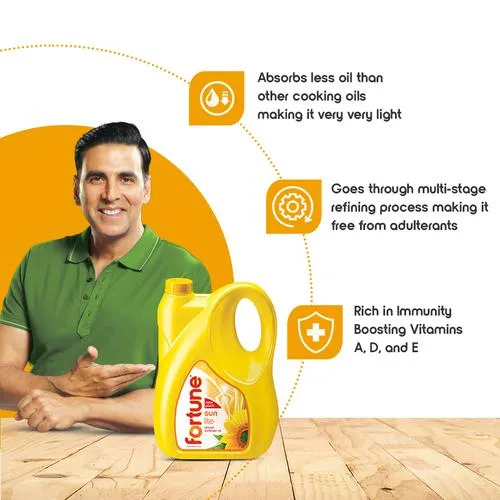 Absorbs less oil than
other cooking oils
making it very very light
Goes through multi-stage
refining process making it
free from adulterants
Rich in Immunity
Boosting Vitamins
A, D, and E
fortune
sun
lite